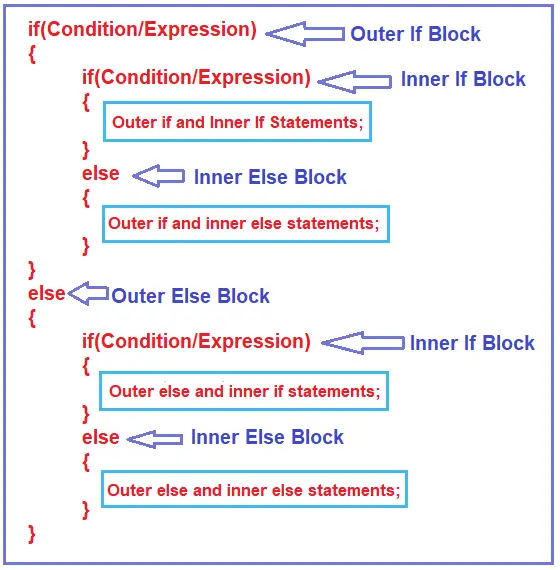 if(Condition/Expression) Outer If Block
{
if(Condition/Expression) Inner If Block
{
Outer if and Inner If Statements;
}
else Inner Else Block
{
Outer if and inner else statements;
}
}
else Outer Else Block
{
if(Condition/Expression) Inner If Block
{
Outer else and inner if statements;
}
else Inner Else Block
{
Outer else and inner else statements;
}
}